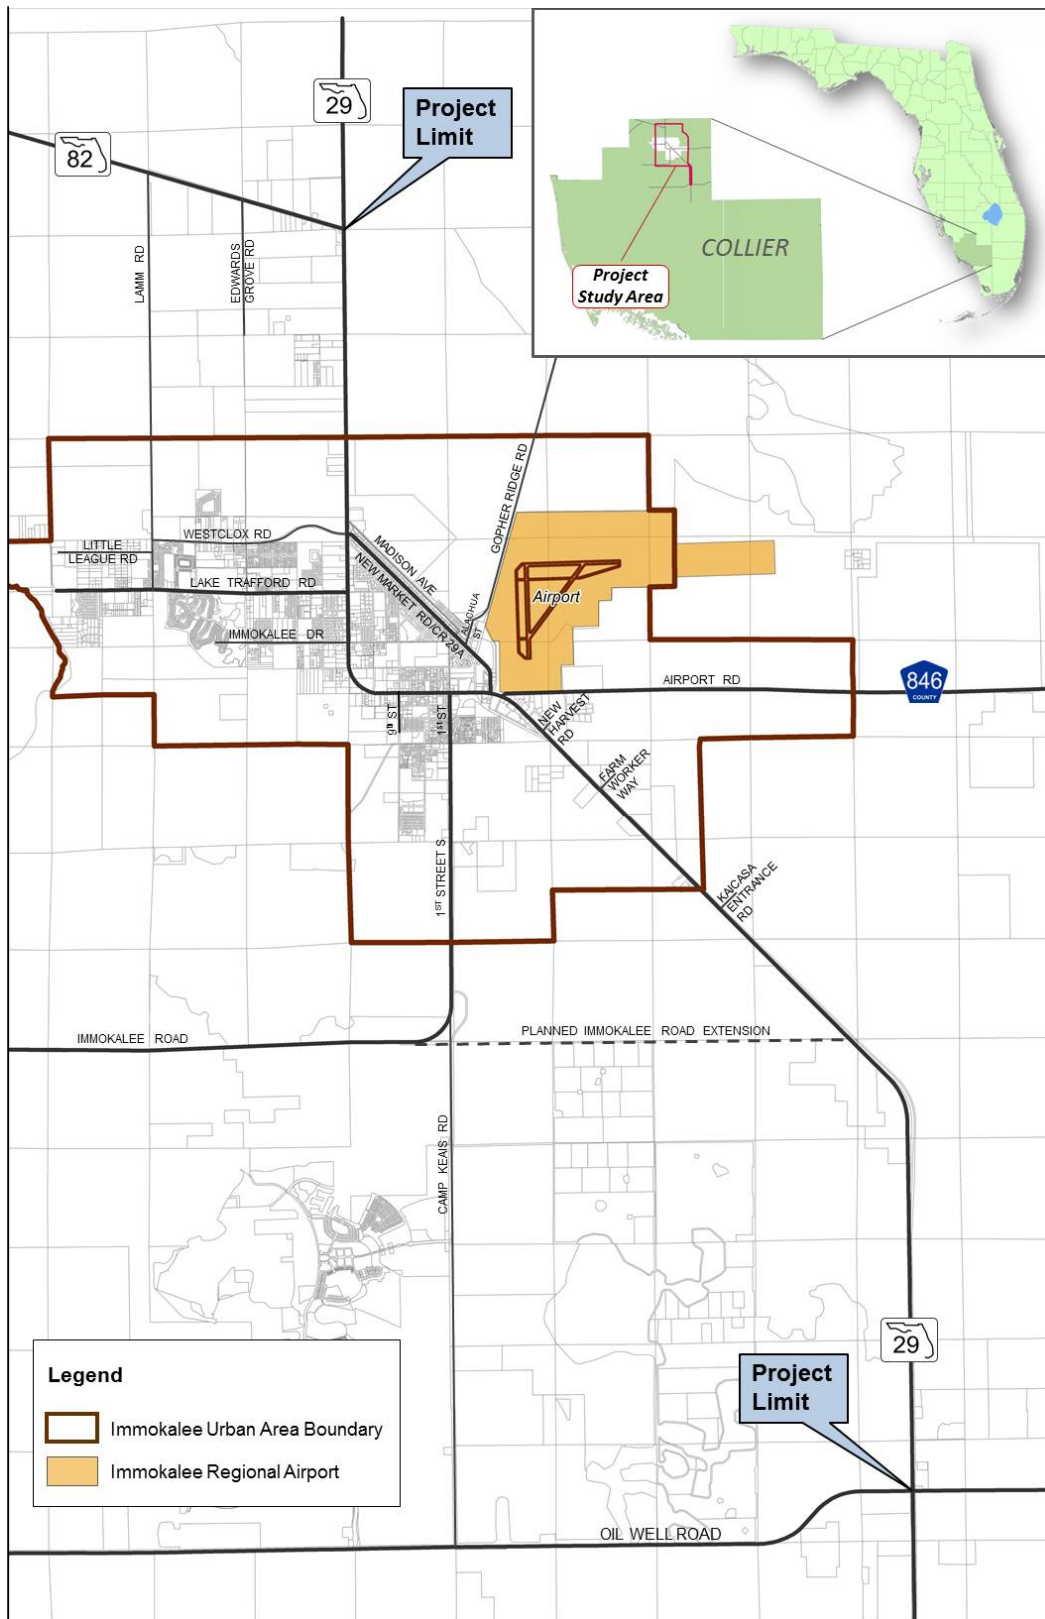 29
Project
Limit
82
COLLIER
Project
Study Area
LAMM RD
EDWARDS
GROVE RD
GOPHER RIDGE RD
WESTCLOX RD
LITTLE
LEAGUE RD
MADISON AVE
NEW MARKET RD/CR 29A
LAKE TRAFFORD RD
ALACHUA
ST
Airport
IMMOKALEE DR
AIRPORT RD
846
COUNTY
9TH ST
1ST ST
NEW
HARVEST
RD
FARM
WORKER
WAY
1ST STREET S
KAICASA
ENTRANCE
RD
IMMOKALEE ROAD
PLANNED IMMOKALEE ROAD EXTENSION
CAMP KEAIS RD
29
Project
Limit
Legend
Immokalee Urban Area Boundary
Immokalee Regional Airport
OIL WELL ROAD